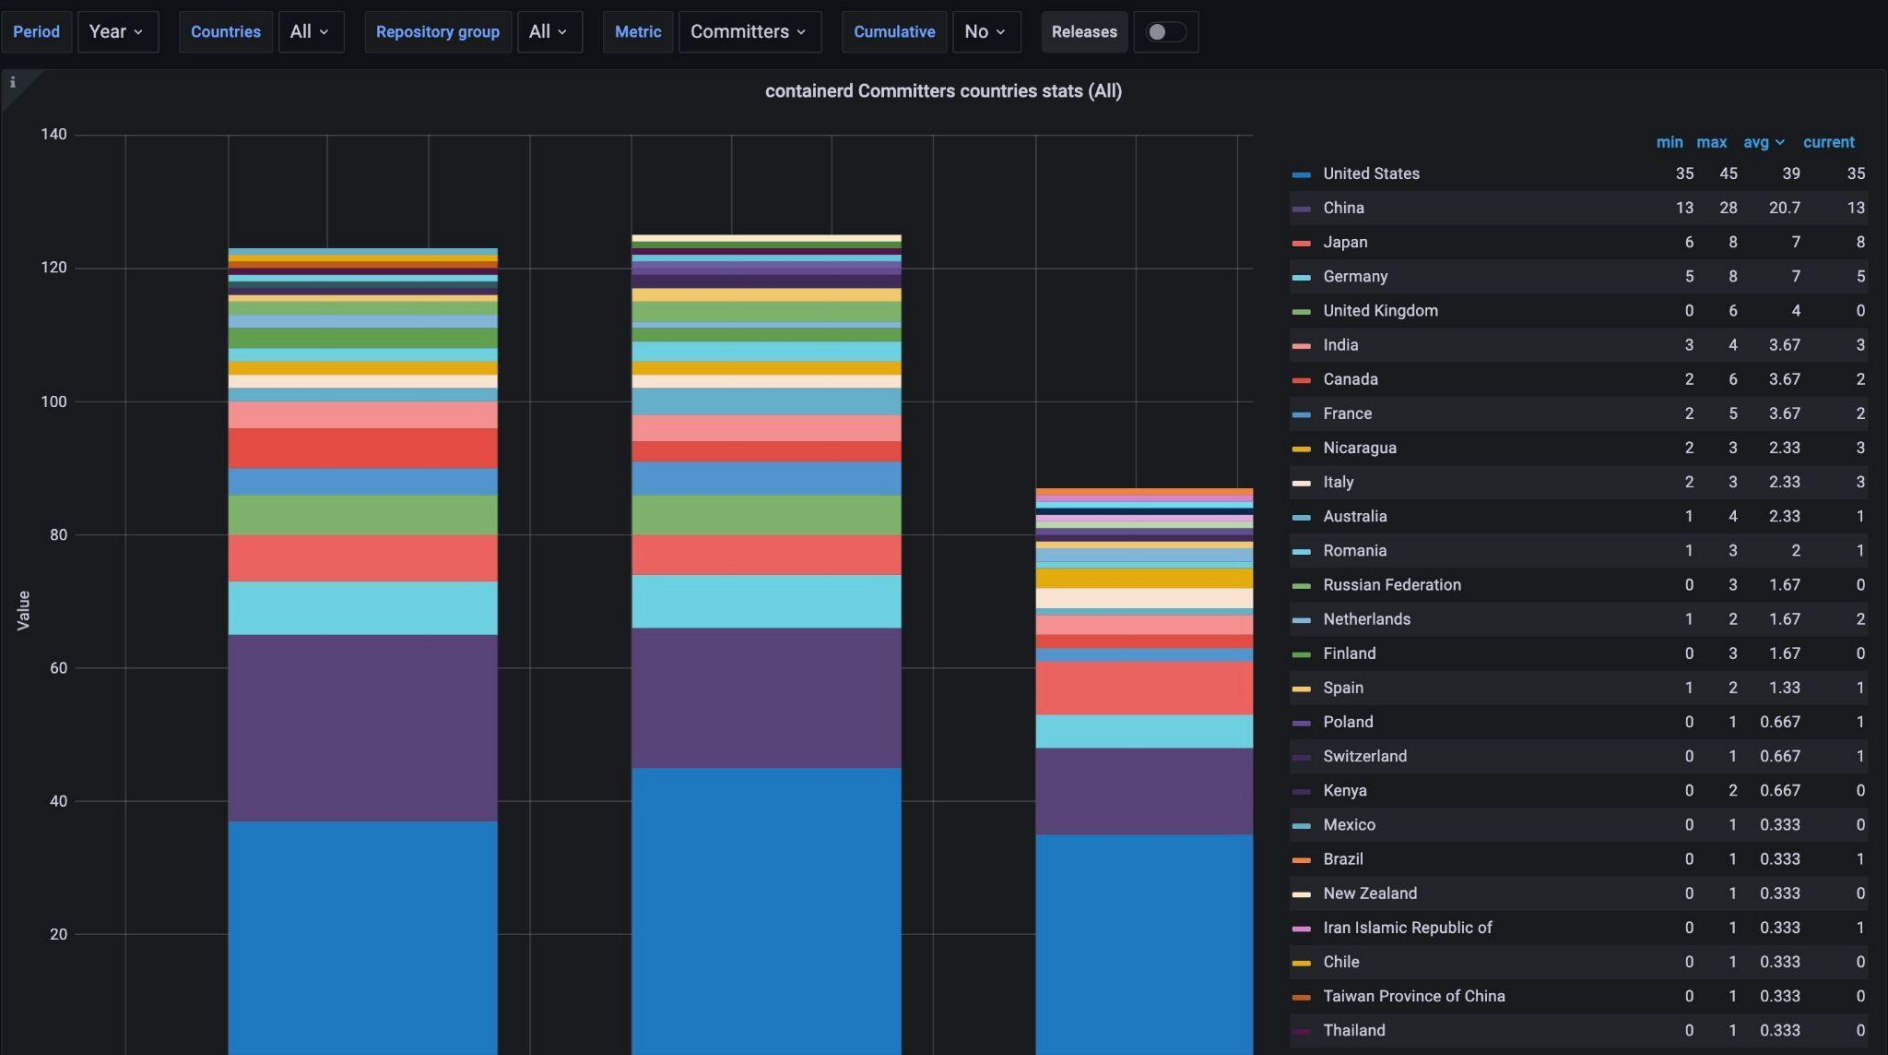 Period Year Countries All Repository group All Metric Committers Cumulative No Releases
i
containerd Committers countries stats (All)
140
120
100
80
60
40
20
Value
min max avg current
United States 35 45 39 35
China 13 28 20.7 13
Japan 6 8 7 8
Germany 5 8 7 5
United Kingdom 0 6 4 0
India 3 4 3.67 3
Canada 2 6 3.67 2
France 2 5 3.67 2
Nicaragua 2 3 2.33 3
Italy 2 3 2.33 3
Australia 1 4 2.33 1
Romania 1 3 2 1
Russian Federation 0 3 1.67 0
Netherlands 1 2 1.67 2
Finland 0 3 1.67 0
Spain 1 2 1.33 1
Poland 0 1 0.667 1
Switzerland 0 1 0.667 1
Kenya 0 2 0.667 0
Mexico 0 1 0.333 0
Brazil 0 1 0.333 1
New Zealand 0 1 0.333 0
Iran Islamic Republic of 0 1 0.333 1
Chile 0 1 0.333 0
Taiwan Province of China 0 1 0.333 0
Thailand 0 1 0.333 0